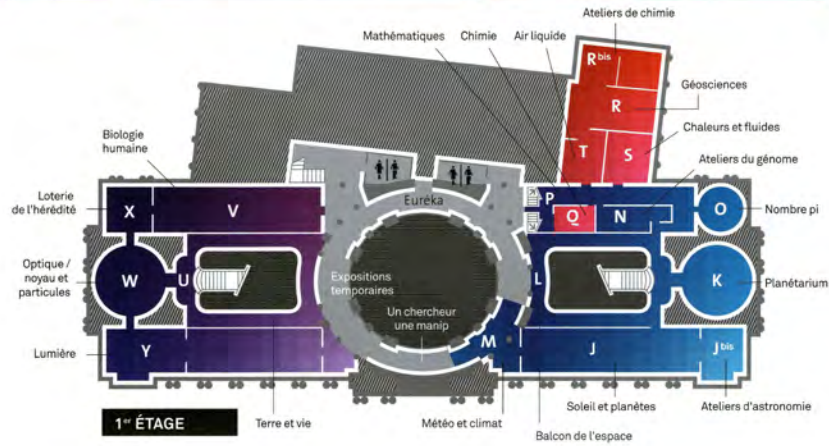 Ateliers de chimie
Mathématiques
Chimie
Air liquide
R bis
Géosciences
R
Chaleurs et fluides
Biologie
humaine
T
S
Ateliers du génome
Eurêka
P
Loterie
de l'hérédité
X
V
Q
N
O
Nombre pi
Optique /
noyau et
particules
W
U
Expositions
temporaires
L
K
Planétarium
Un chercheur
une manip
Lumière
Y
M
J
J bis
1er ÉTAGE
Terre et vie
Météo et climat
Soleil et planètes
Ateliers d'astronomie
Balcon de l'espace